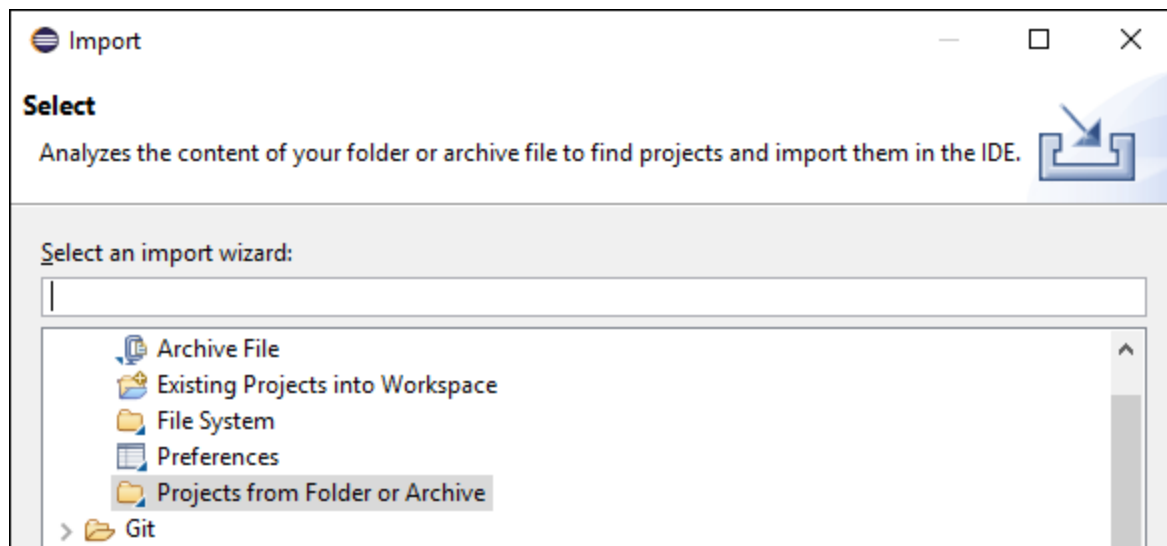 Import
Select
Analyzes the content of your folder or archive file to find projects and import them in the IDE.
Select an import wizard:
Archive File
Existing Projects into Workspace
File System
Preferences
Projects from Folder or Archive
Git